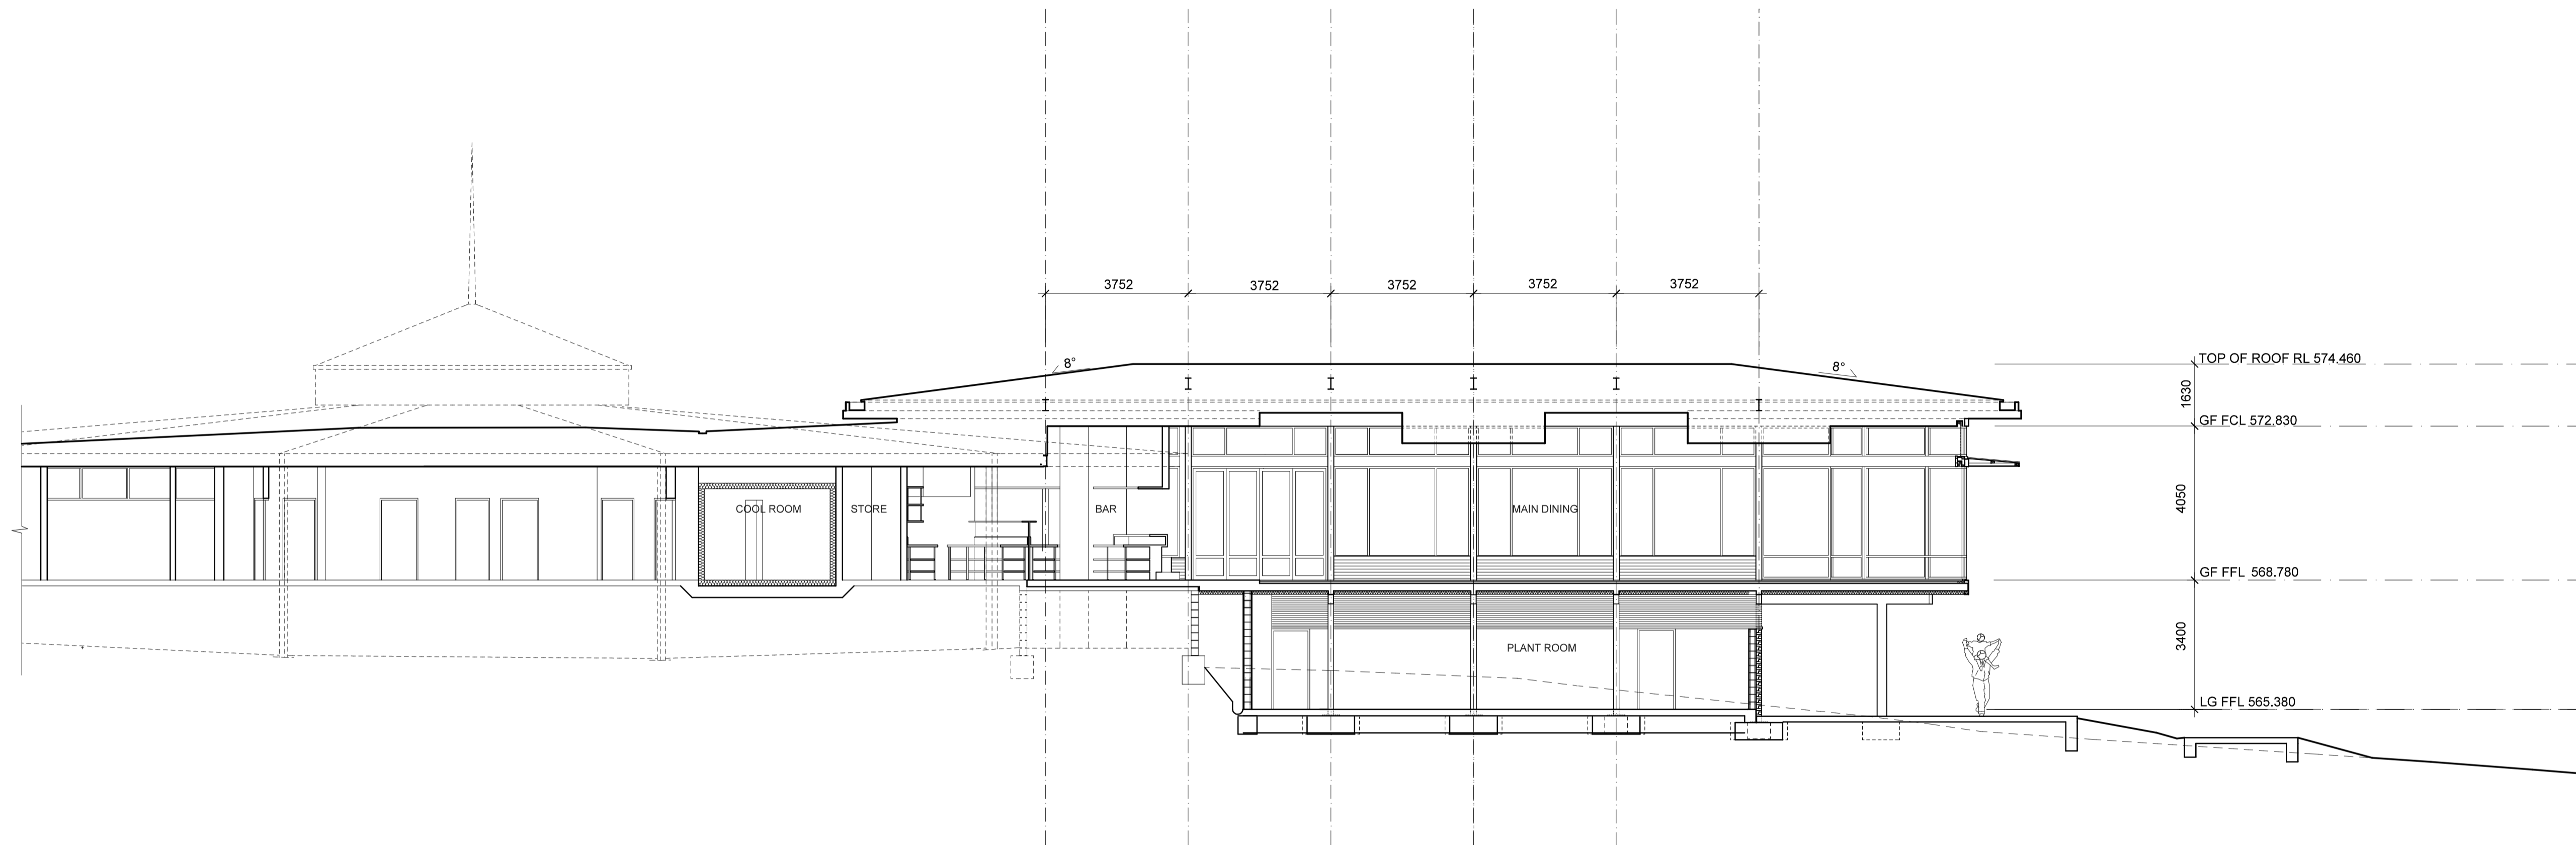 3752
3752
3752
3752
3752
8°
8°
TOP OF ROOF RL 574.460
1630
GF FCL 572.830
4050
COOL ROOM
STORE
BAR
MAIN DINING
GF FFL 568.780
3400
PLANT ROOM
LG FFL 565.380